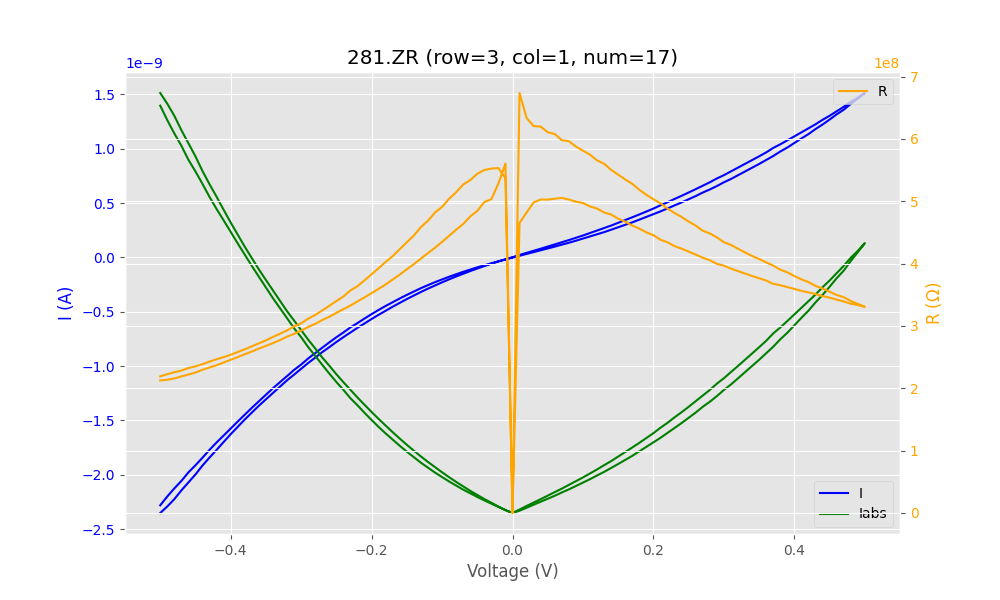 281.ZR (row=3, col=1, num=17)
1e−9
1e8
I (A)
1.5
1.0
0.5
0.0
−0.5
−1.0
−1.5
−2.0
−2.5
R (Ω)
7
6
5
4
3
2
1
0
R
I
Iabs
−0.4
−0.2
0.0
0.2
0.4
Voltage (V)